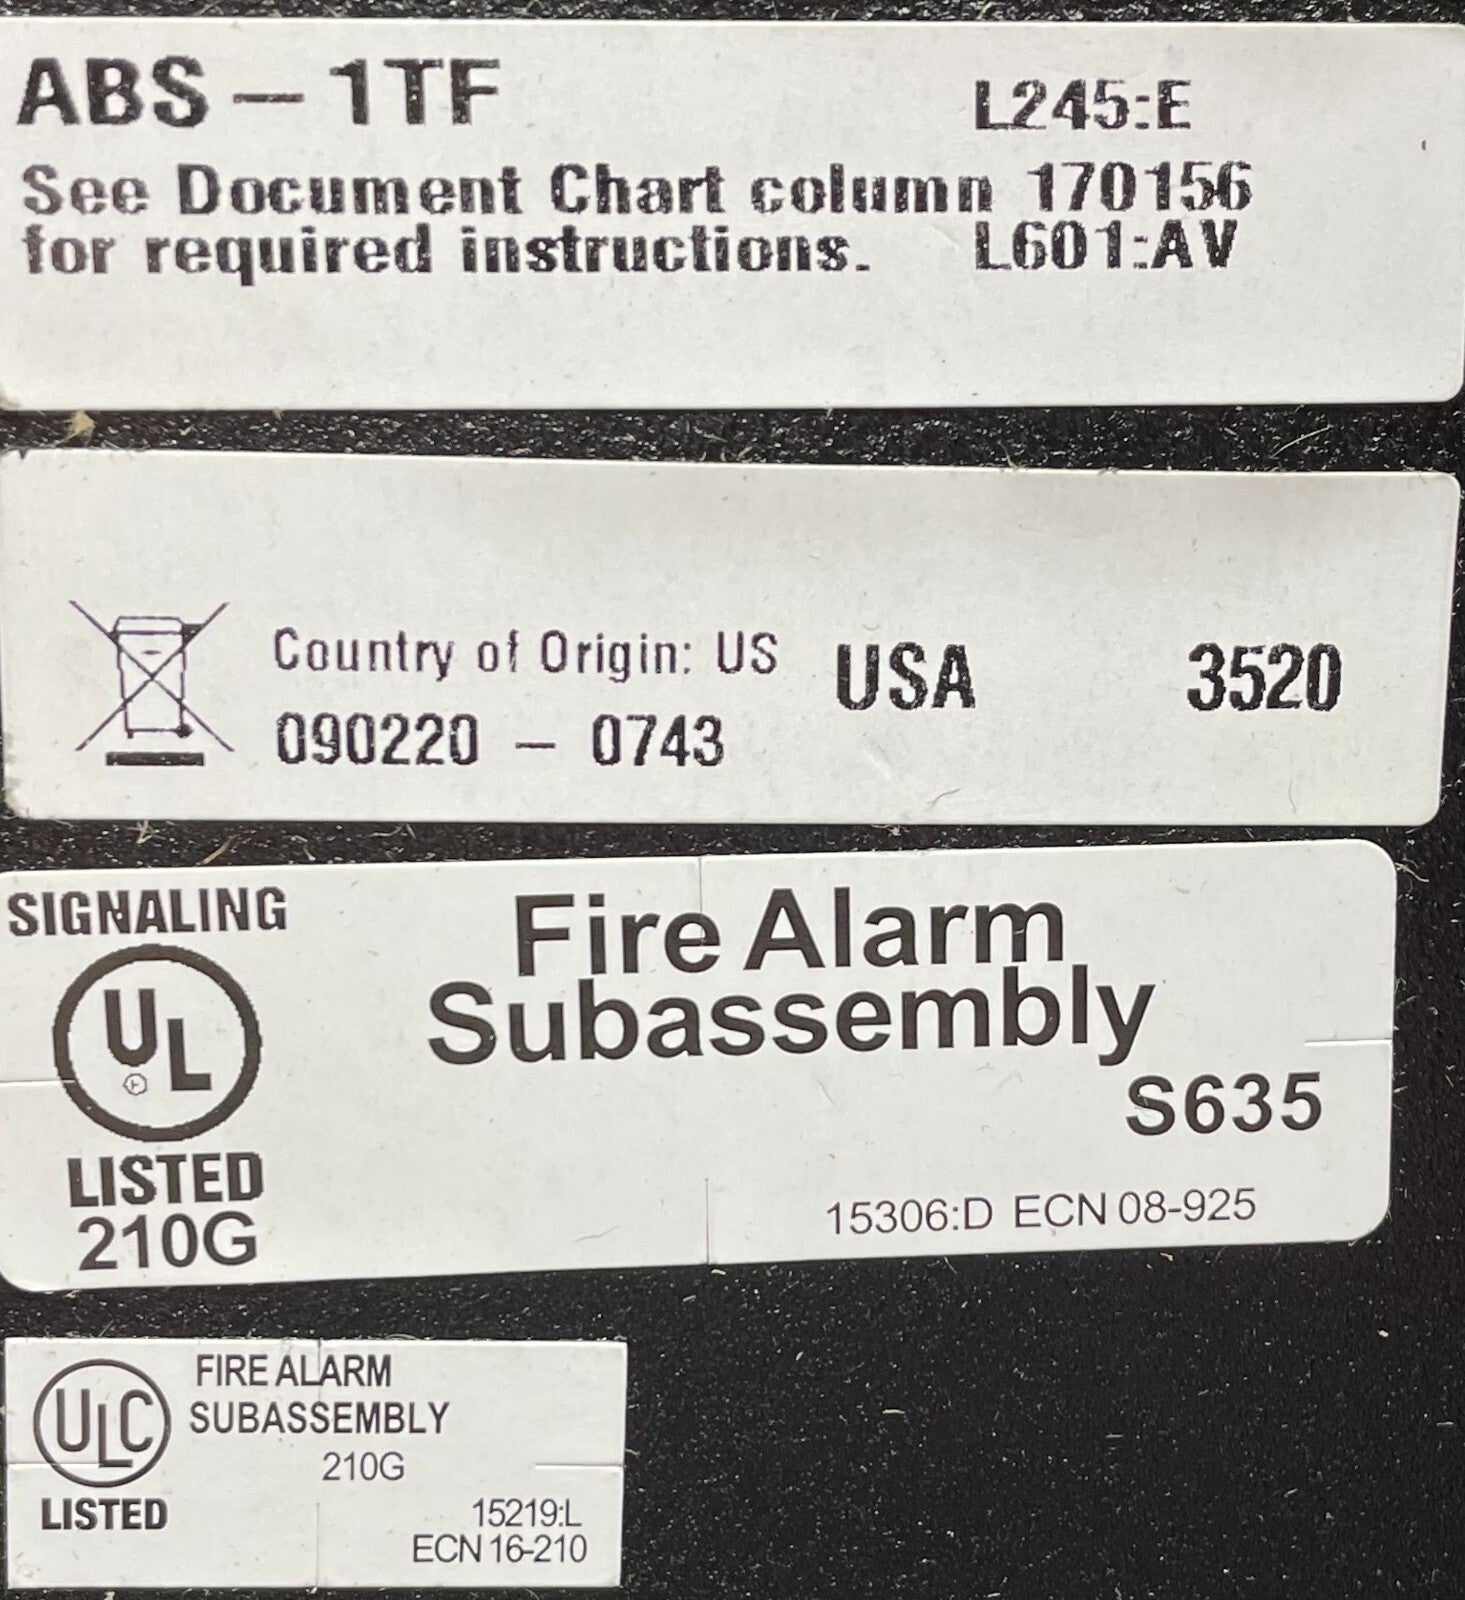 ABS - 1TF
L245:E
See Document Chart column 170156
for required instructions. L601:AV
Country of Origin: US
USA
3520
090220 - 0743
SIGNALING
UL
LISTED
210G
Fire Alarm
Subassembly
S635
15306:D ECN 08-925
ULC
LISTED
FIRE ALARM
SUBASSEMBLY
210G
15219:L
ECN 16-210